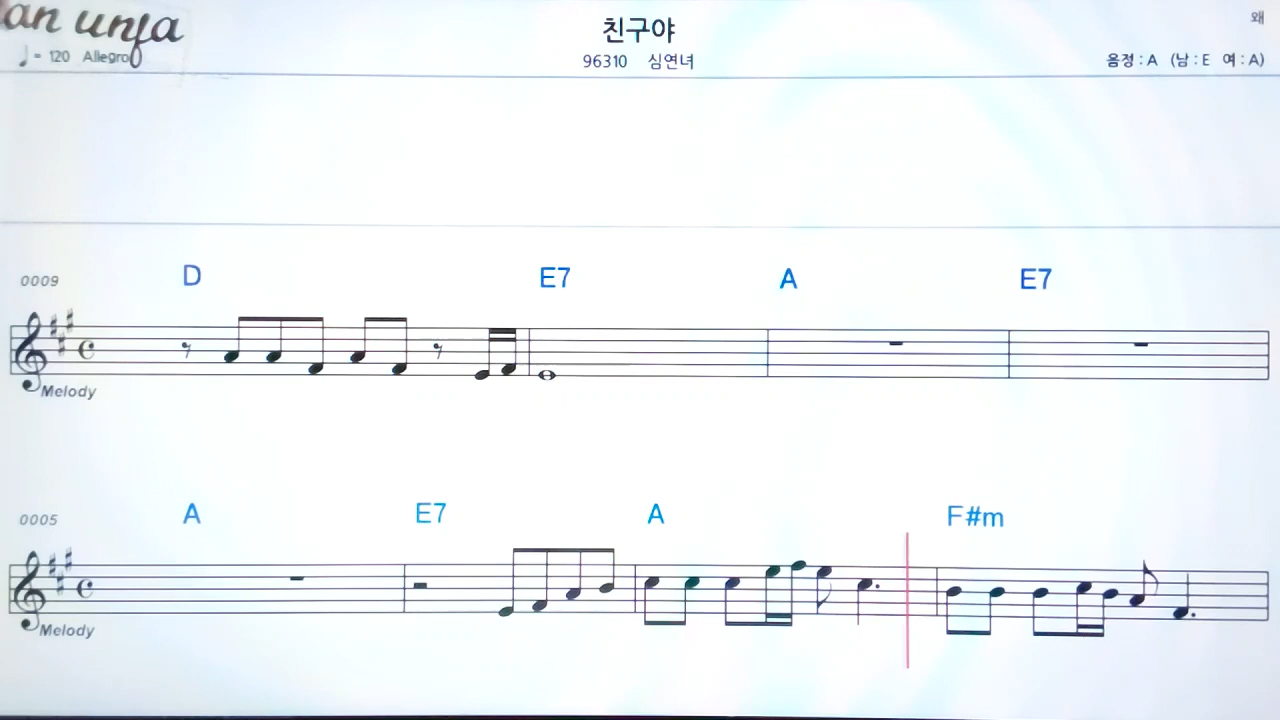 an unfa
친구야
왜
♩= 120 Allegro
96310 심연녀
음정 : A (남 : E 여 : A)
0009
D E7 A E7
Melody
0005
A E7 A F#m
Melody